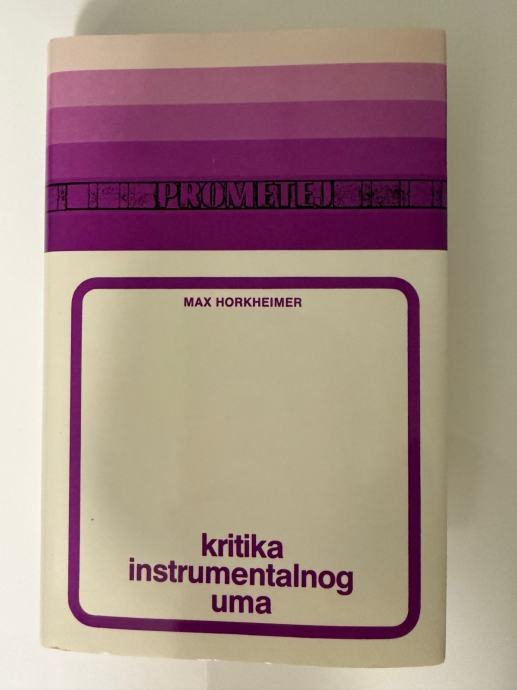 PROMETEJ
MAX HORKHEIMER
kritika
instrumentalnog
uma